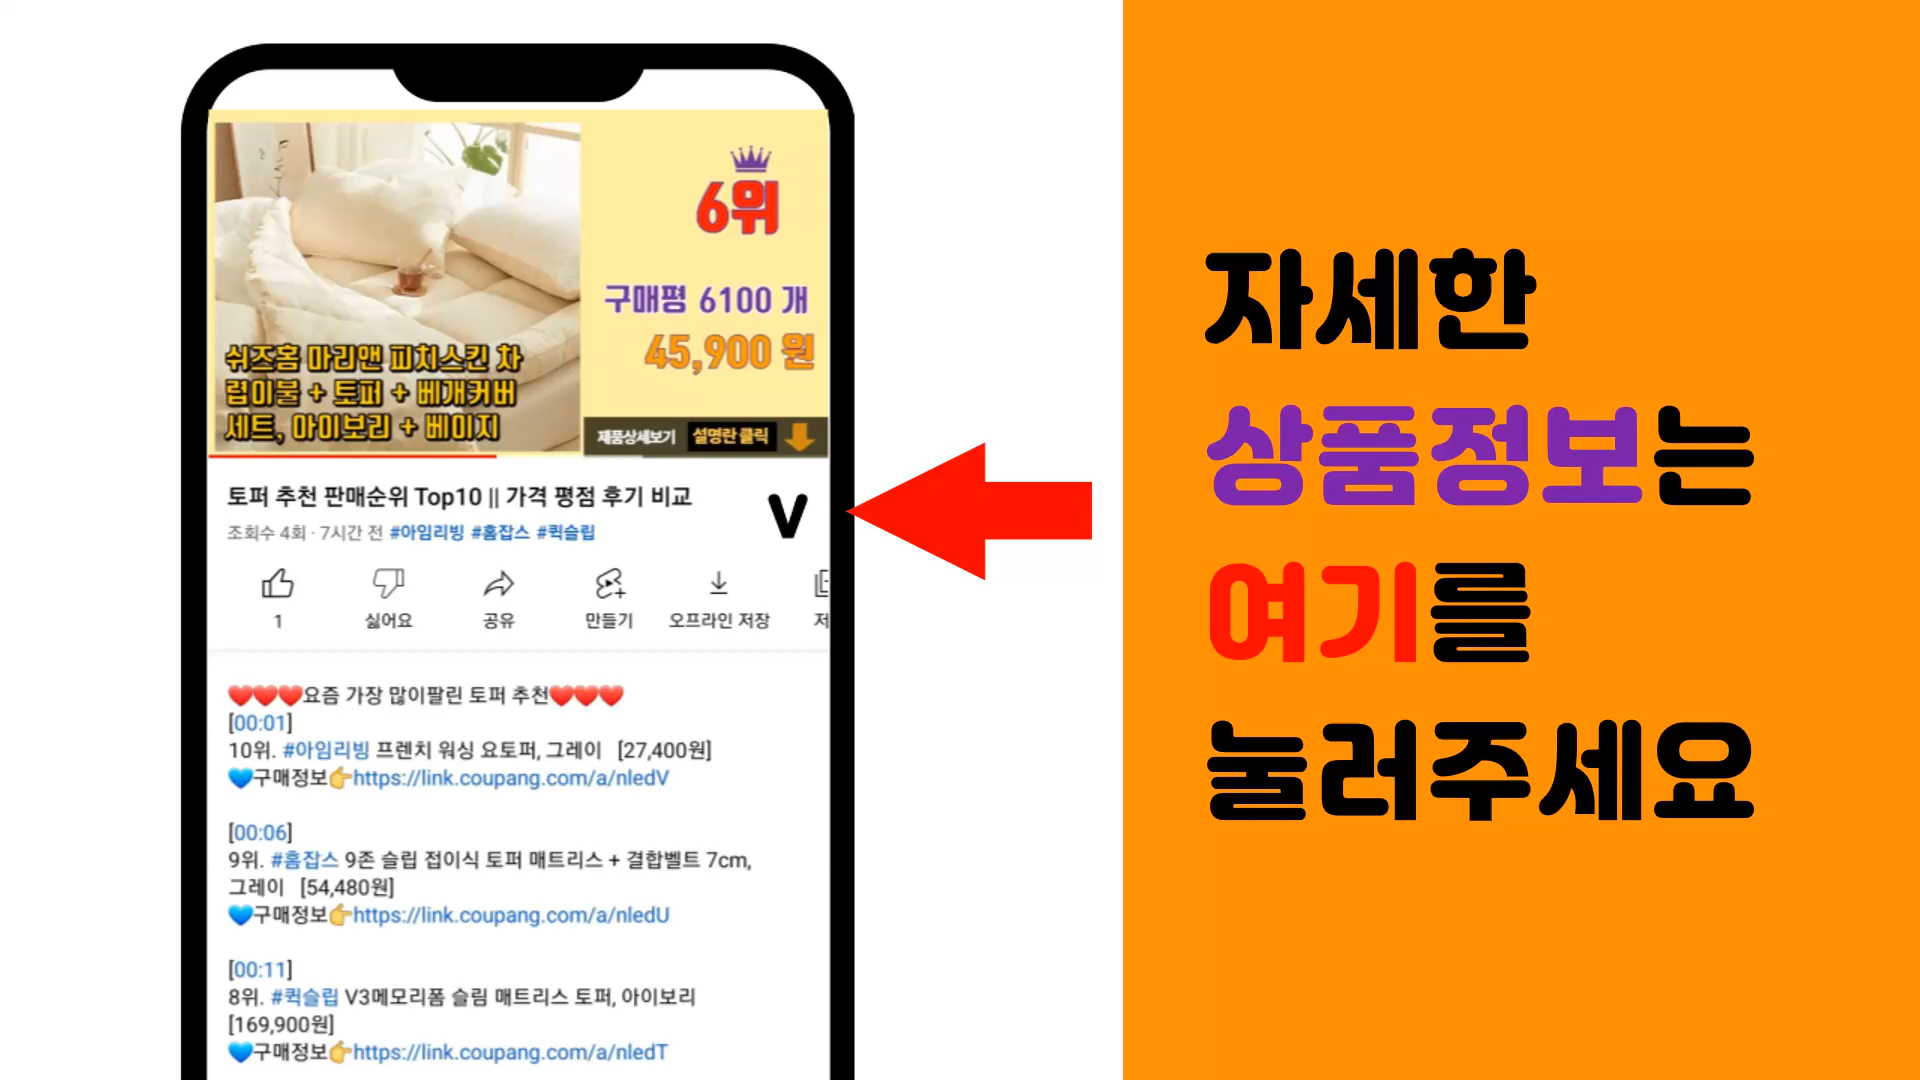 6위
구매평 6100 개
45,900 원
쉬즈홈 마리앤 피치스킨 차
렵이불 + 토퍼 + 베개커버
세트, 아이보리 + 베이지
제품상세보기 설명란 클릭
토퍼 추천 판매순위 Top10 || 가격 평점 후기 비교
V
조회수 4회 · 7시간 전 #아임리빙 #홈잡스 #퀵슬립
1 싫어요 공유 만들기 오프라인 저장 저
❤️❤️❤️요즘 가장 많이팔린 토퍼 추천❤️❤️❤️
[00:01]
10위. #아임리빙 프렌치 워싱 요토퍼, 그레이 [27,400원]
💙구매정보👉https://link.coupang.com/a/nledV
[00:06]
9위. #홈잡스 9존 슬립 접이식 토퍼 매트리스 + 결합벨트 7cm,
그레이 [54,480원]
💙구매정보👉https://link.coupang.com/a/nledU
[00:11]
8위. #퀵슬립 V3메모리폼 슬림 매트리스 토퍼, 아이보리
[169,900원]
💙구매정보👉https://link.coupang.com/a/nledT
자세한
상품정보는
여기를
눌러주세요